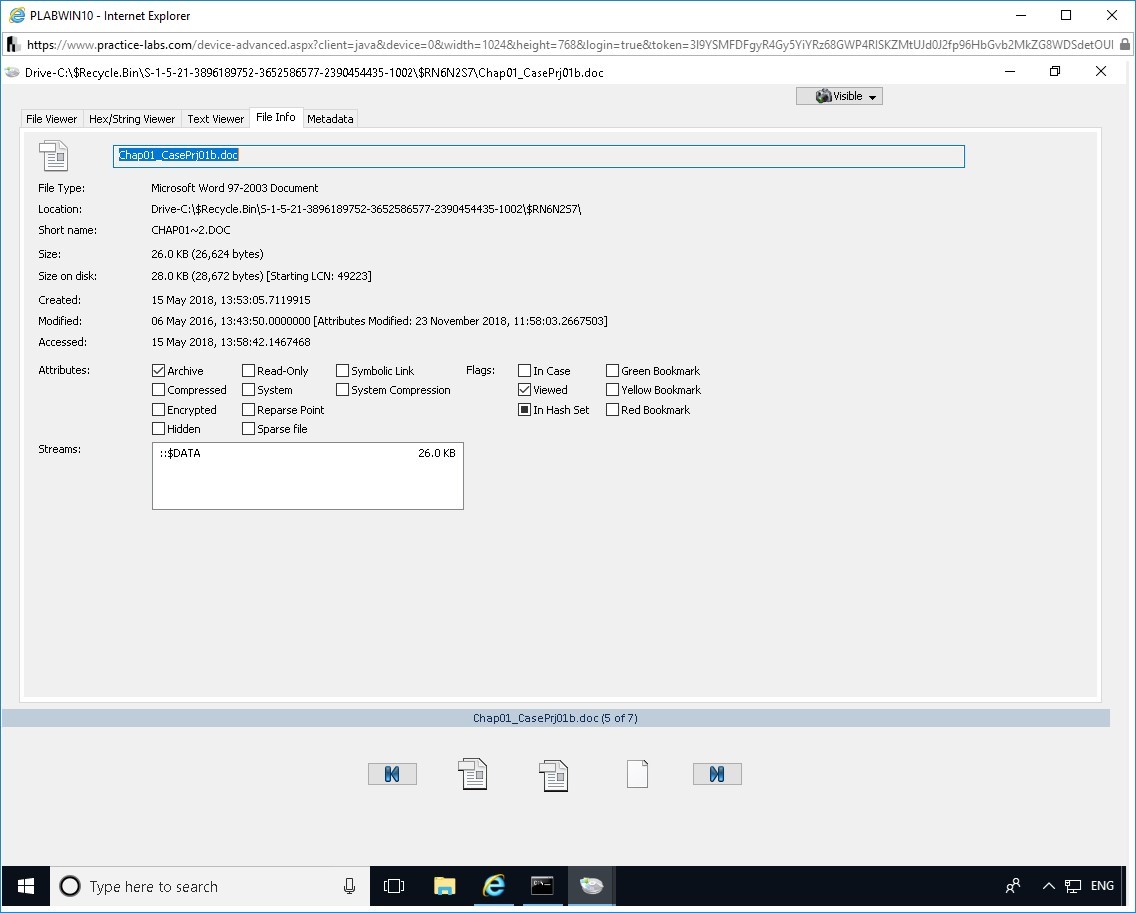 PLABWIN10 - Internet Explorer
https://www.practice-labs.com/device-advanced.aspx?client=java&device=0&width=1024&height=768&login=true&token=3I9YSMFDFgyR4Gy5YiYRz68GWP4RISKZMtUJd0J2fp96HbGvb2MkZG8WDSdetOUI
Drive-C:\$Recycle.Bin\S-1-5-21-3896189752-3652586577-2390454435-1002\$RN6N2S7\Chap01_CasePrj01b.doc
Visible
File Viewer Hex/String Viewer Text Viewer File Info Metadata
Chap01_CasePrj01b.doc
File Type: Microsoft Word 97-2003 Document
Location: Drive-C:\$Recycle.Bin\S-1-5-21-3896189752-3652586577-2390454435-1002\$RN6N2S7\
Short name: CHAP01~2.DOC
Size: 26.0 KB (26,624 bytes)
Size on disk: 28.0 KB (28,672 bytes) [Starting LCN: 49223]
Created: 15 May 2018, 13:53:05.7119915
Modified: 06 May 2016, 13:43:50.0000000 [Attributes Modified: 23 November 2018, 11:58:03.2667503]
Accessed: 15 May 2018, 13:58:42.1467468
Attributes: Archive Read-Only Symbolic Link Flags: In Case Green Bookmark
Compressed System System Compression Viewed Yellow Bookmark
Encrypted Reparse Point In Hash Set Red Bookmark
Hidden Sparse file
Streams: ::$DATA 26.0 KB
Chap01_CasePrj01b.doc (5 of 7)
Type here to search ENG